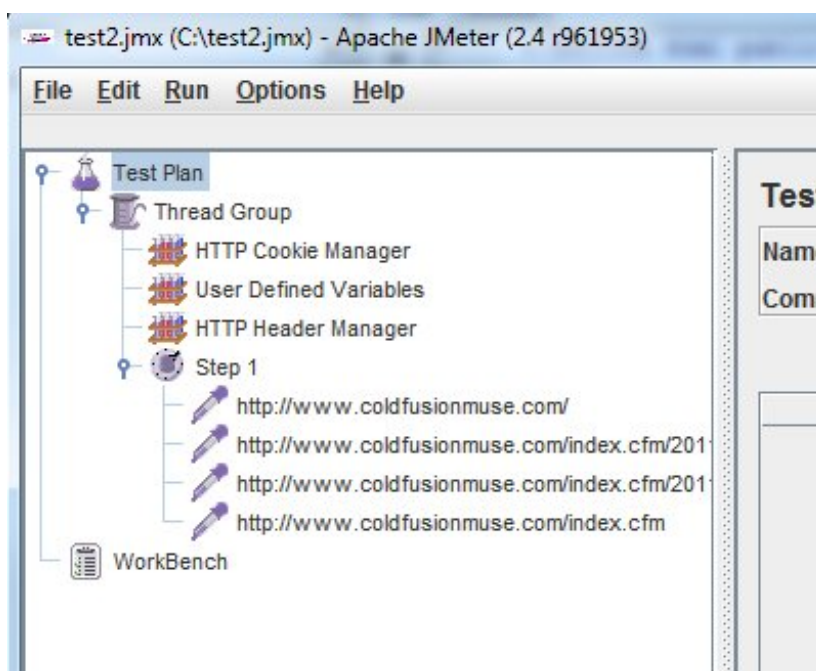 test2.jmx (C:\test2.jmx) - Apache JMeter (2.4 r961953)
File Edit Run Options Help
Test Plan
Thread Group
HTTP Cookie Manager
User Defined Variables
HTTP Header Manager
Step 1
http://www.coldfusionmuse.com/
http://www.coldfusionmuse.com/index.cfm/201
http://www.coldfusionmuse.com/index.cfm/201
http://www.coldfusionmuse.com/index.cfm
WorkBench
Tes
Nam
Com